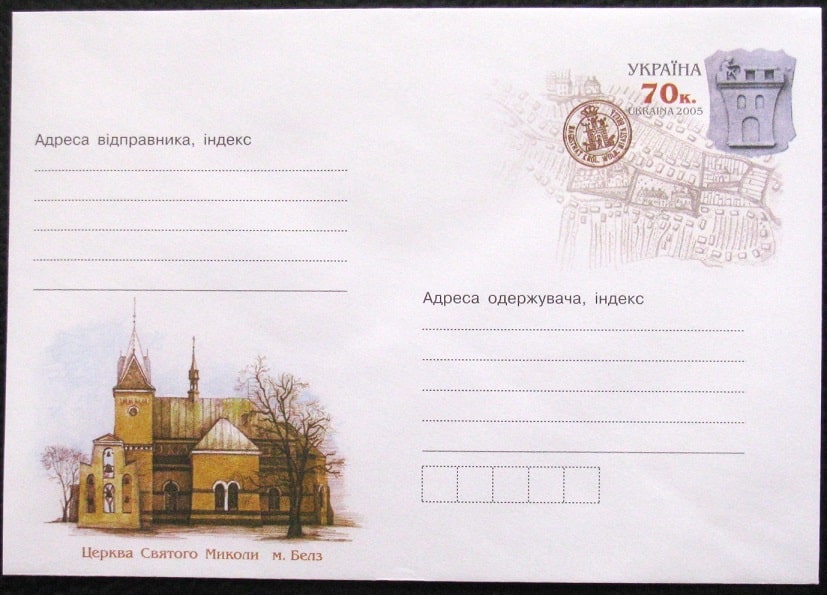 УКРАЇНА
70к.
UKRAINA 2005
Адреса відправника, індекс
Адреса одержувача, індекс
Церква Святого Миколи м. Белз